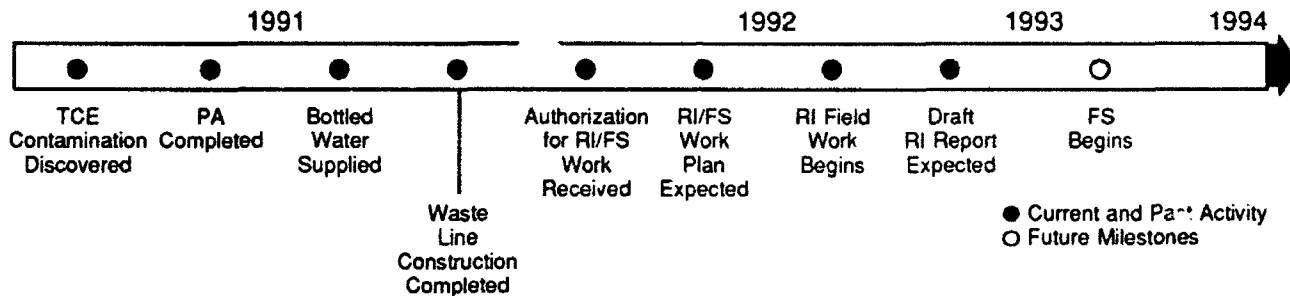 1991 1992 1993 1994
TCE
Contamination
Discovered
PA
Completed
Bottled
Water
Supplied
Waste
Line
Construction
Completed
Authorization
for RI/FS
Work
Received
RI/FS
Work
Plan
Expected
RI Field
Work
Begins
Draft
RI Report
Expected
FS
Begins
Current and Past Activity
Future Milestones